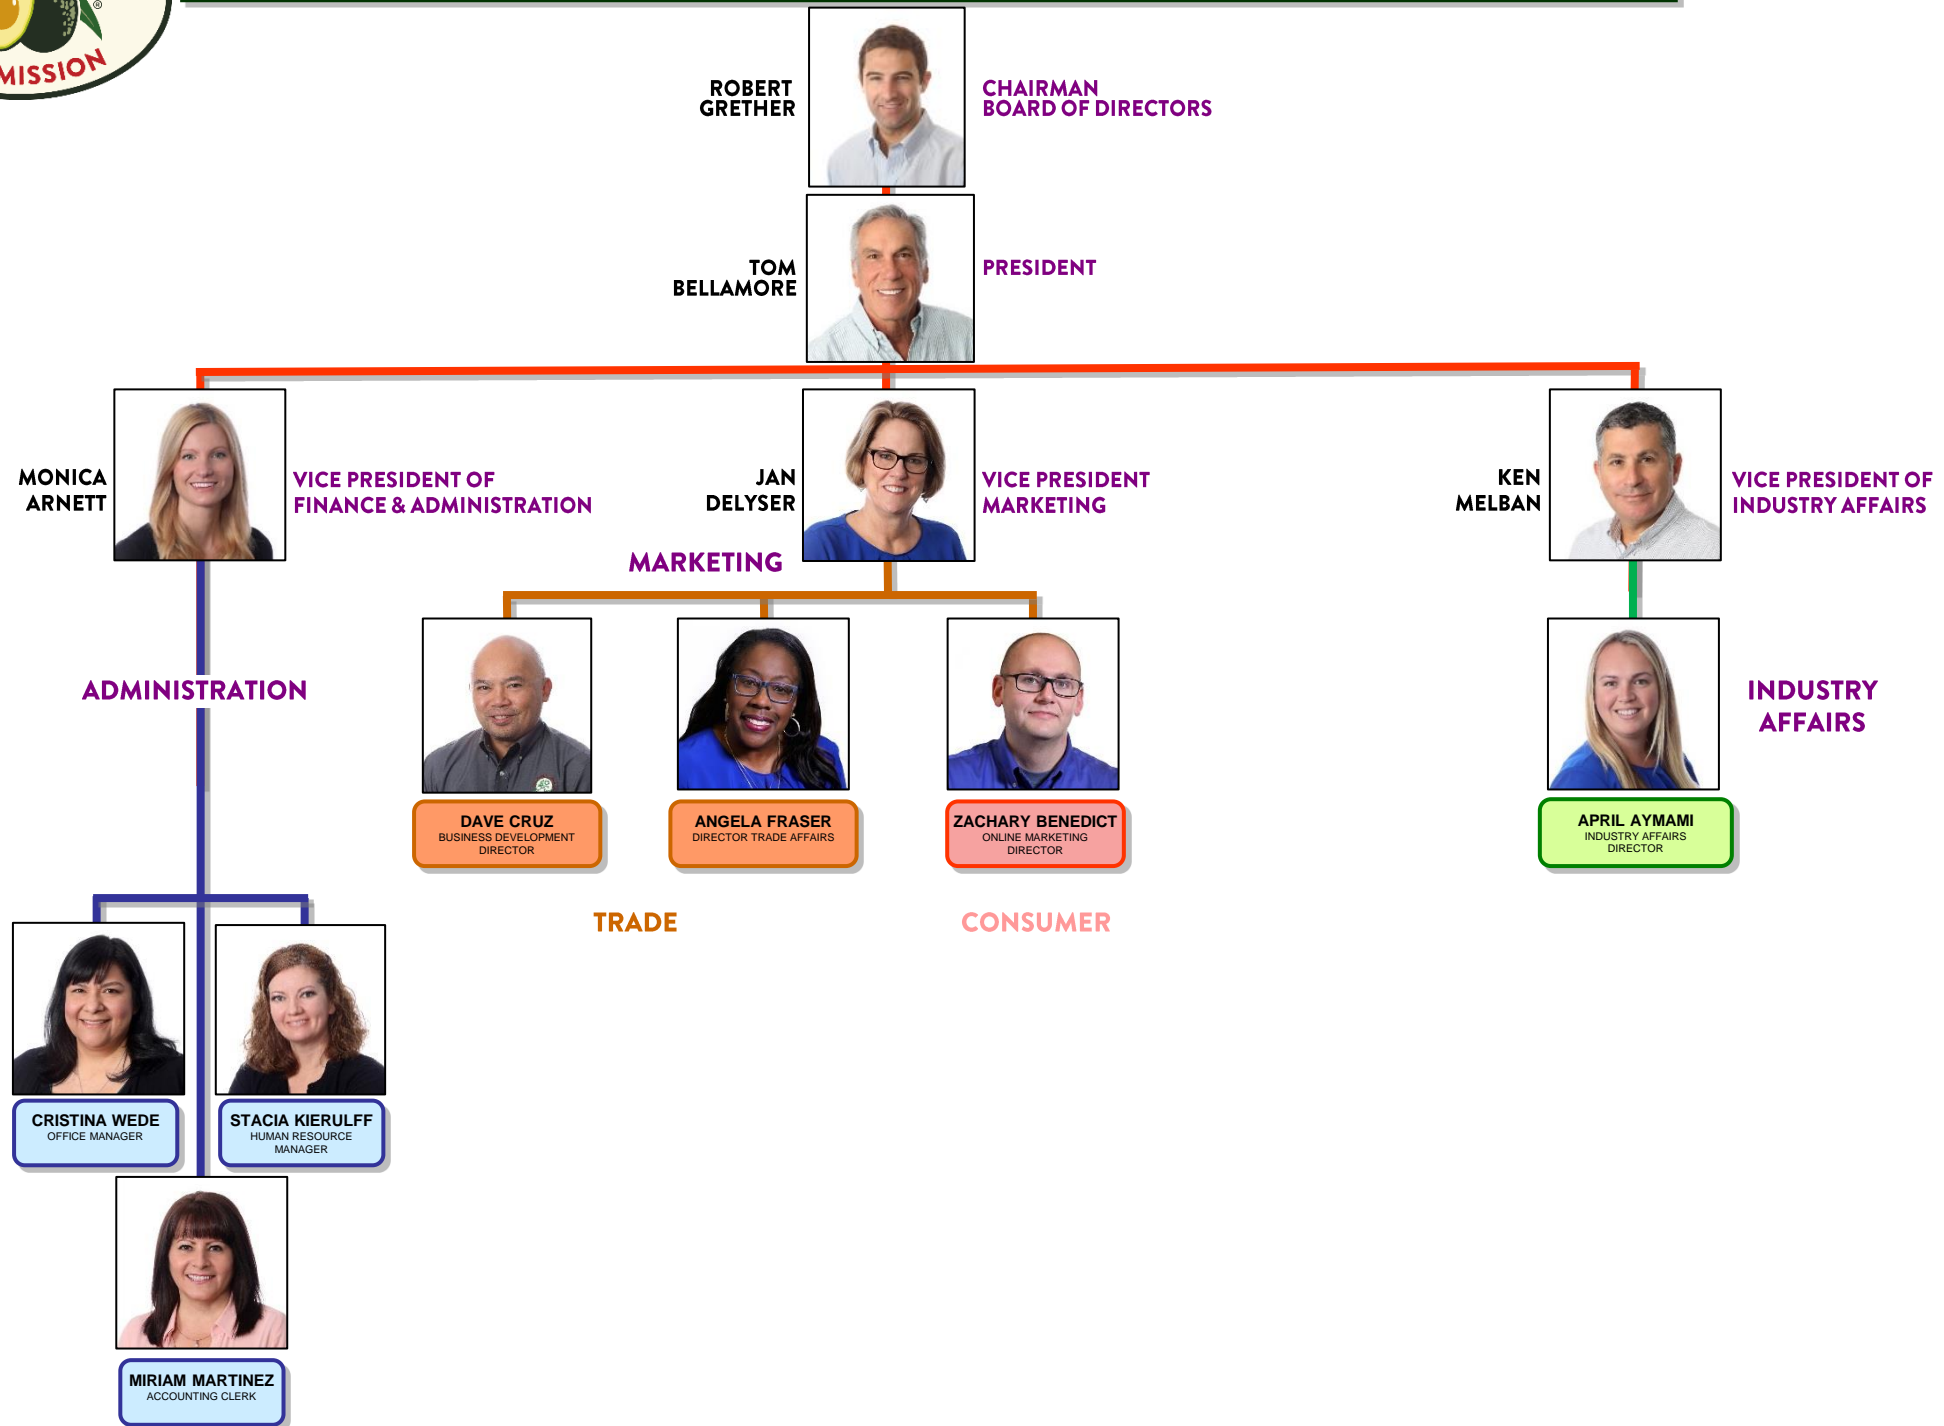 ®
MISSION
ROBERT
GRETHER
CHAIRMAN
BOARD OF DIRECTORS
TOM
BELLAMORE
PRESIDENT
MONICA
ARNETT
VICE PRESIDENT OF
FINANCE & ADMINISTRATION
JAN
DELYSER
VICE PRESIDENT
MARKETING
KEN
MELBAN
VICE PRESIDENT OF
INDUSTRY AFFAIRS
MARKETING
ADMINISTRATION
INDUSTRY
AFFAIRS
DAVE CRUZ
BUSINESS DEVELOPMENT
DIRECTOR
ANGELA FRASER
DIRECTOR TRADE AFFAIRS
ZACHARY BENEDICT
ONLINE MARKETING
DIRECTOR
APRIL AYMAMI
INDUSTRY AFFAIRS
DIRECTOR
TRADE
CONSUMER
CRISTINA WEDE
OFFICE MANAGER
STACIA KIERULFF
HUMAN RESOURCE
MANAGER
MIRIAM MARTINEZ
ACCOUNTING CLERK